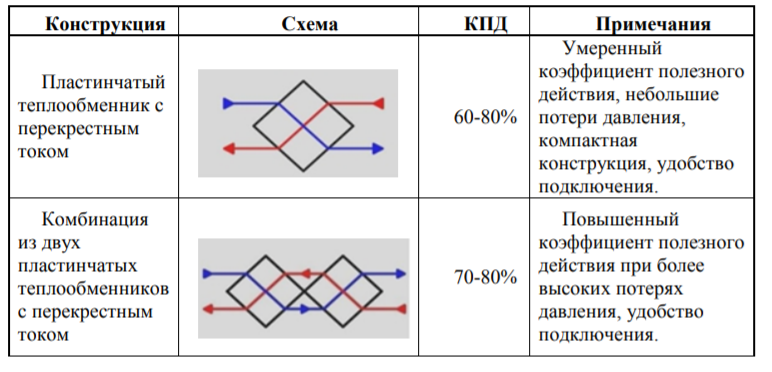 Конструкция Схема КПД Примечания
Пластинчатый
теплообменник с
перекрестным
током
60-80%
Умеренный
коэффициент полезного
действия, небольшие
потери давления,
компактная
конструкция, удобство
подключения.
Комбинация
из двух
пластинчатых
теплообменников
с перекрестным
током
70-80%
Повышенный
коэффициент полезного
действия при более
высоких потерях
давления, удобство
подключения.